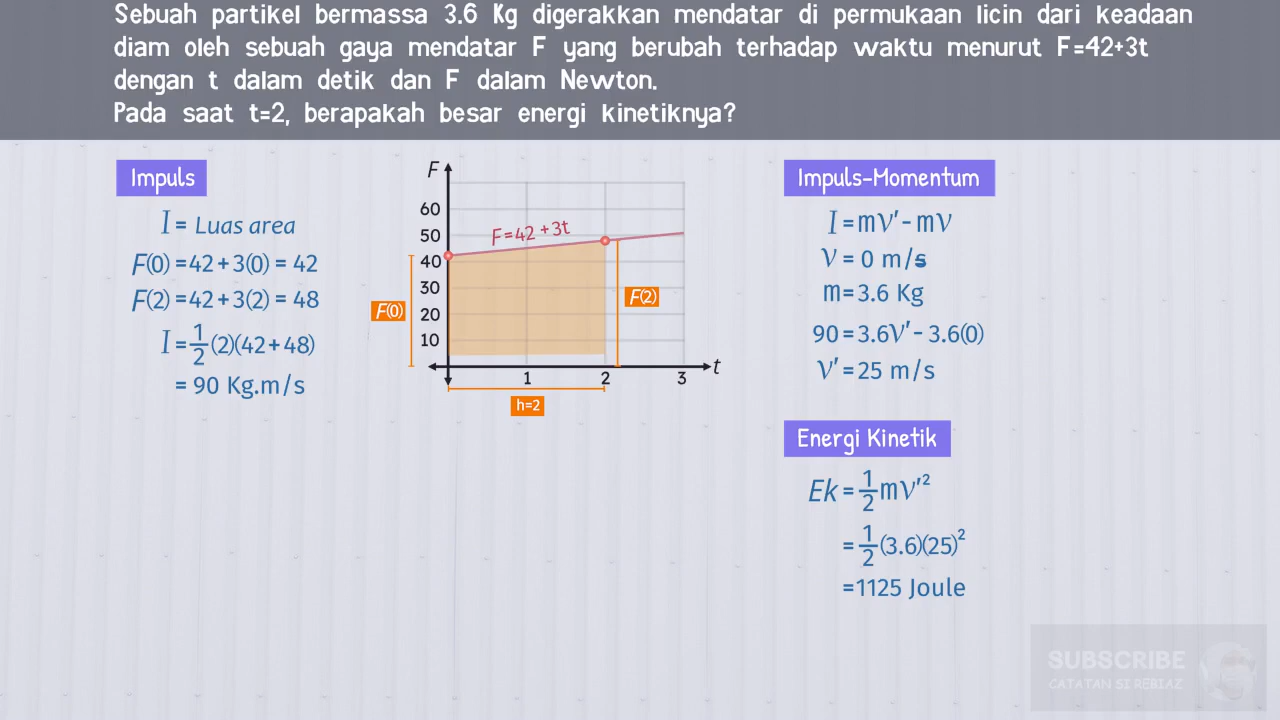 Sebuah partikel bermassa 3.6 Kg digerakkan mendatar di permukaan licin dari keadaan
diam oleh sebuah gaya mendatar F yang berubah terhadap waktu menurut F=42+3t
dengan t dalam detik dan F dalam Newton.
Pada saat t=2, berapakah besar energi kinetiknya?
Impuls
I = Luas area
F(0) = 42 + 3(0) = 42
F(2) = 42 + 3(2) = 48
I = 1/2 (2)(42 + 48)
= 90 Kg.m/s
F
60
50
40
30
20
10
F=42+3t
F(0)
F(2)
1 2 3 t
h=2
Impuls-Momentum
I = mv' - mv
v = 0 m/s
m = 3.6 Kg
90 = 3.6v' - 3.6(0)
v' = 25 m/s
Energi Kinetik
Ek = 1/2 mv'²
= 1/2 (3.6)(25)²
=1125 Joule
SUBSCRIBE
CATATAN SI REBIAZ